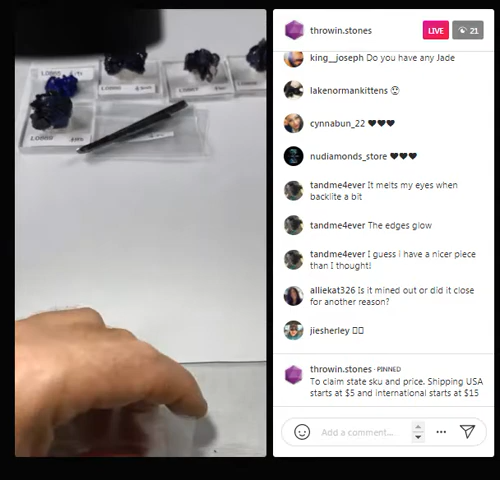 throwin.stones
LIVE
21
king__joseph Do you have any Jade
lakenormankittens
cynnabun_22 ♥♥♥
nudiamonds_store ♥♥♥
tandme4ever It melts my eyes when
backlite a bit
tandme4ever The edges glow
tandme4ever I guess i have a nicer piece
than I thought!
alliekat326 Is it mined out or did it close
for another reason?
jiesherley
throwin.stones · PINNED
To claim state sku and price. Shipping USA
starts at $5 and international starts at $15
Add a comment...